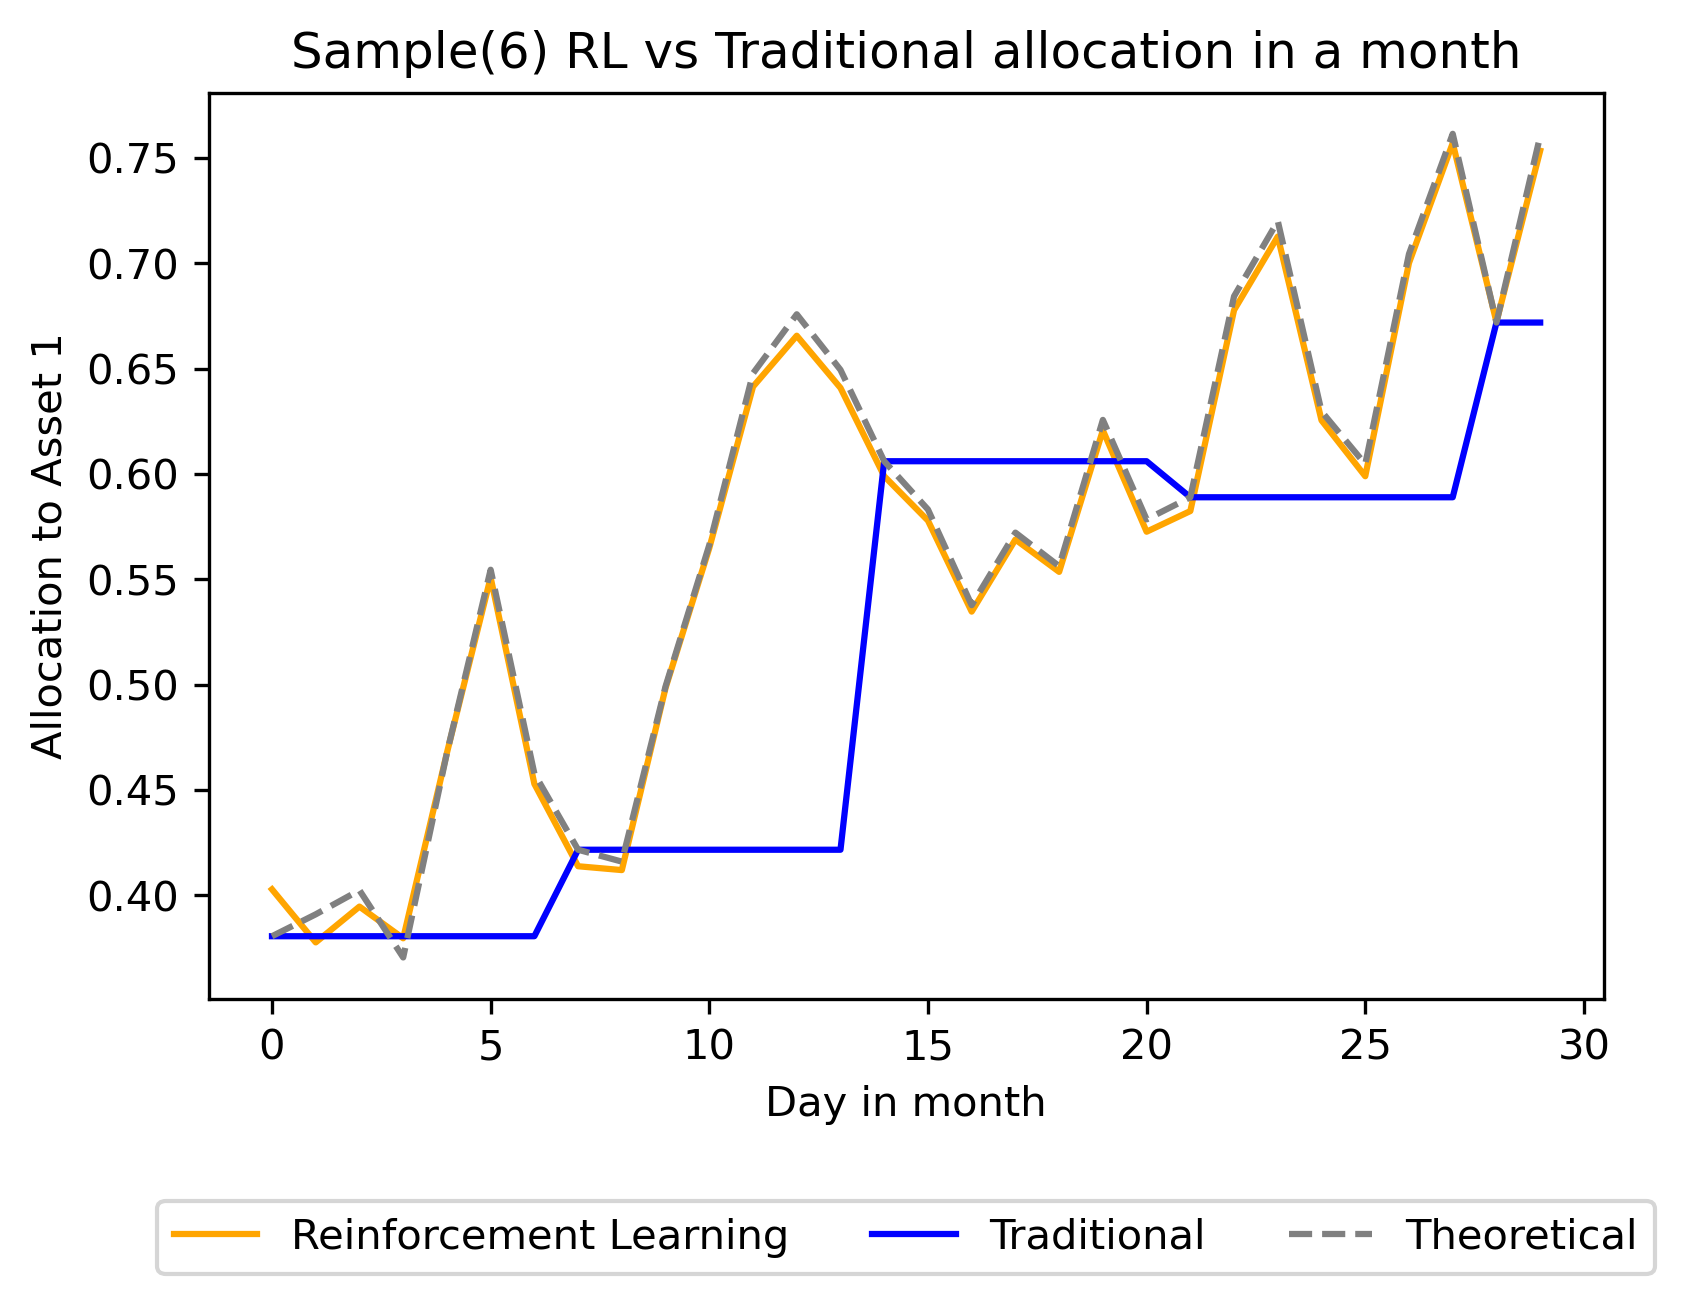 Sample(6) RL vs Traditional allocation in a month
Allocation to Asset 1
0.75
0.70
0.65
0.60
0.55
0.50
0.45
0.40
0 5 10 15 20 25 30
Day in month
Reinforcement Learning Traditional Theoretical